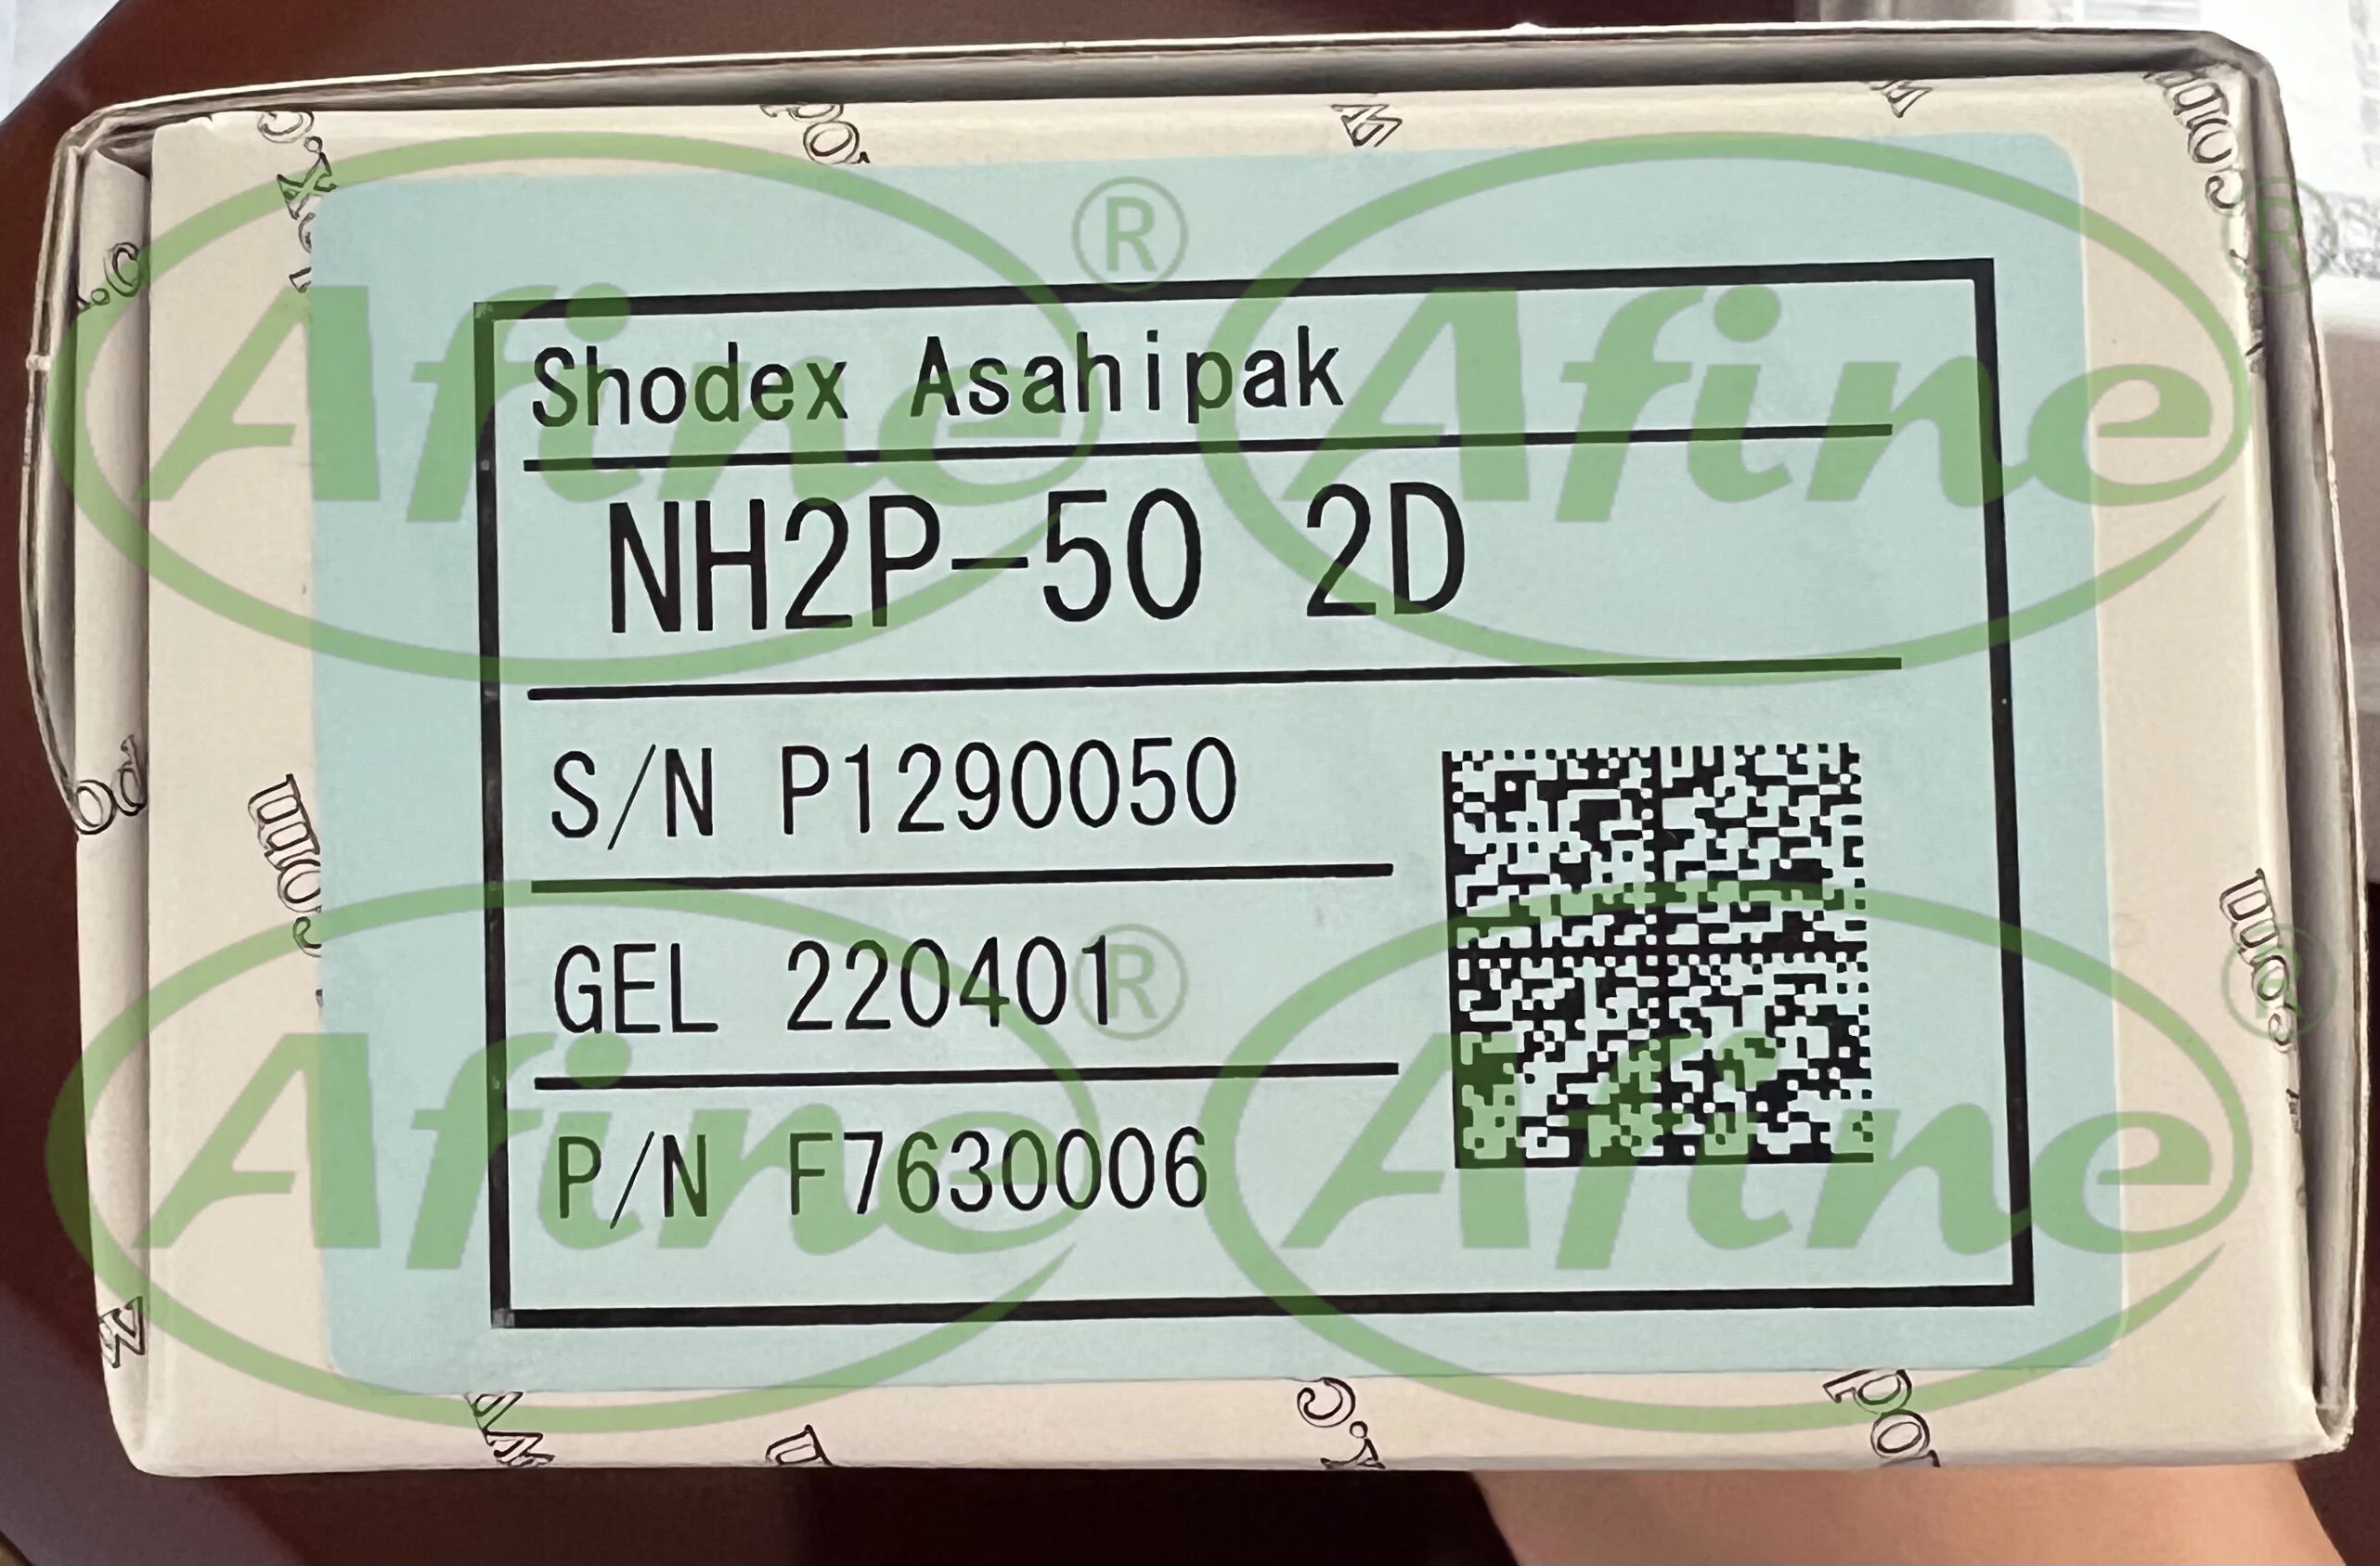 Shodex Asahipak
NH2P-50 2D
S/N P1290050
GEL 220401
P/N F7630006
Afine®
Afine®
Afine®
Afine®